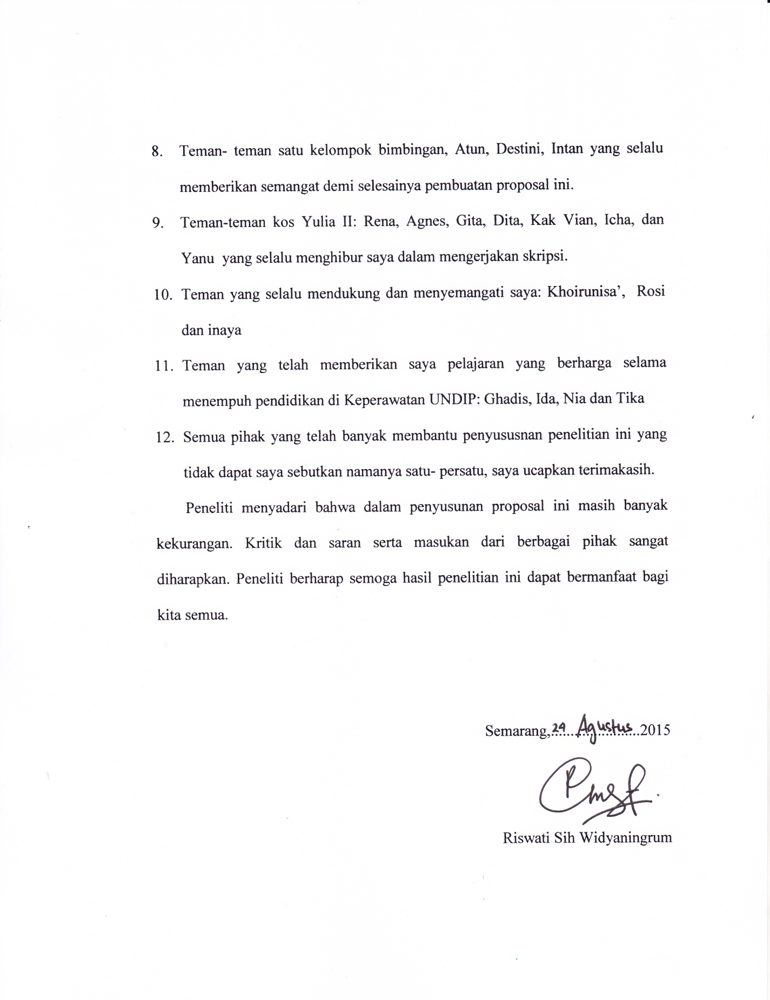 8. Teman- teman satu kelompok bimbingan, Atun, Destini, Intan yang selalu
memberikan semangat demi selesainya pembuatan proposal ini.
9. Teman-teman kos Yulia II: Rena, Agnes, Gita, Dita, Kak Vian, Icha, dan
Yanu yang selalu menghibur saya dalam mengerjakan skripsi.
10. Teman yang selalu mendukung dan menyemangati saya: Khoirunisa’, Rosi
dan inaya
11. Teman yang telah memberikan saya pelajaran yang berharga selama
menempuh pendidikan di Keperawatan UNDIP: Ghadis, Ida, Nia dan Tika
12. Semua pihak yang telah banyak membantu penyususnan penelitian ini yang
tidak dapat saya sebutkan namanya satu- persatu, saya ucapkan terimakasih.
Peneliti menyadari bahwa dalam penyusunan proposal ini masih banyak
kekurangan. Kritik dan saran serta masukan dari berbagai pihak sangat
diharapkan. Peneliti berharap semoga hasil penelitian ini dapat bermanfaat bagi
kita semua.
Semarang, Agustus 2015
Riswati Sih Widyaningrum